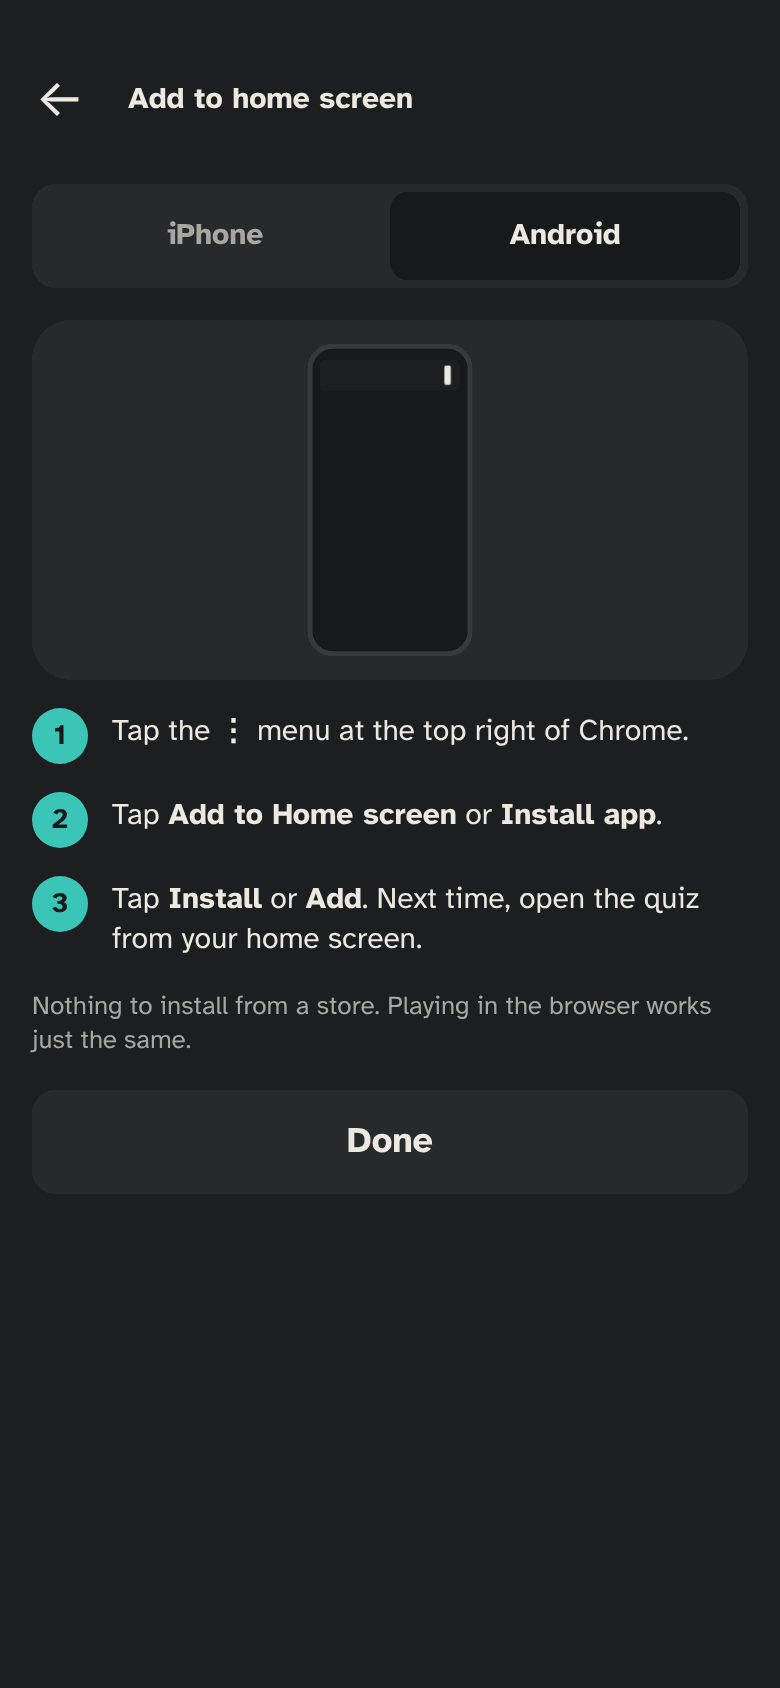 Add to home screen
iPhone
Android
1
Tap the ⋮ menu at the top right of Chrome.
2
Tap Add to Home screen or Install app.
3
Tap Install or Add. Next time, open the quiz
from your home screen.
Nothing to install from a store. Playing in the browser works
just the same.
Done